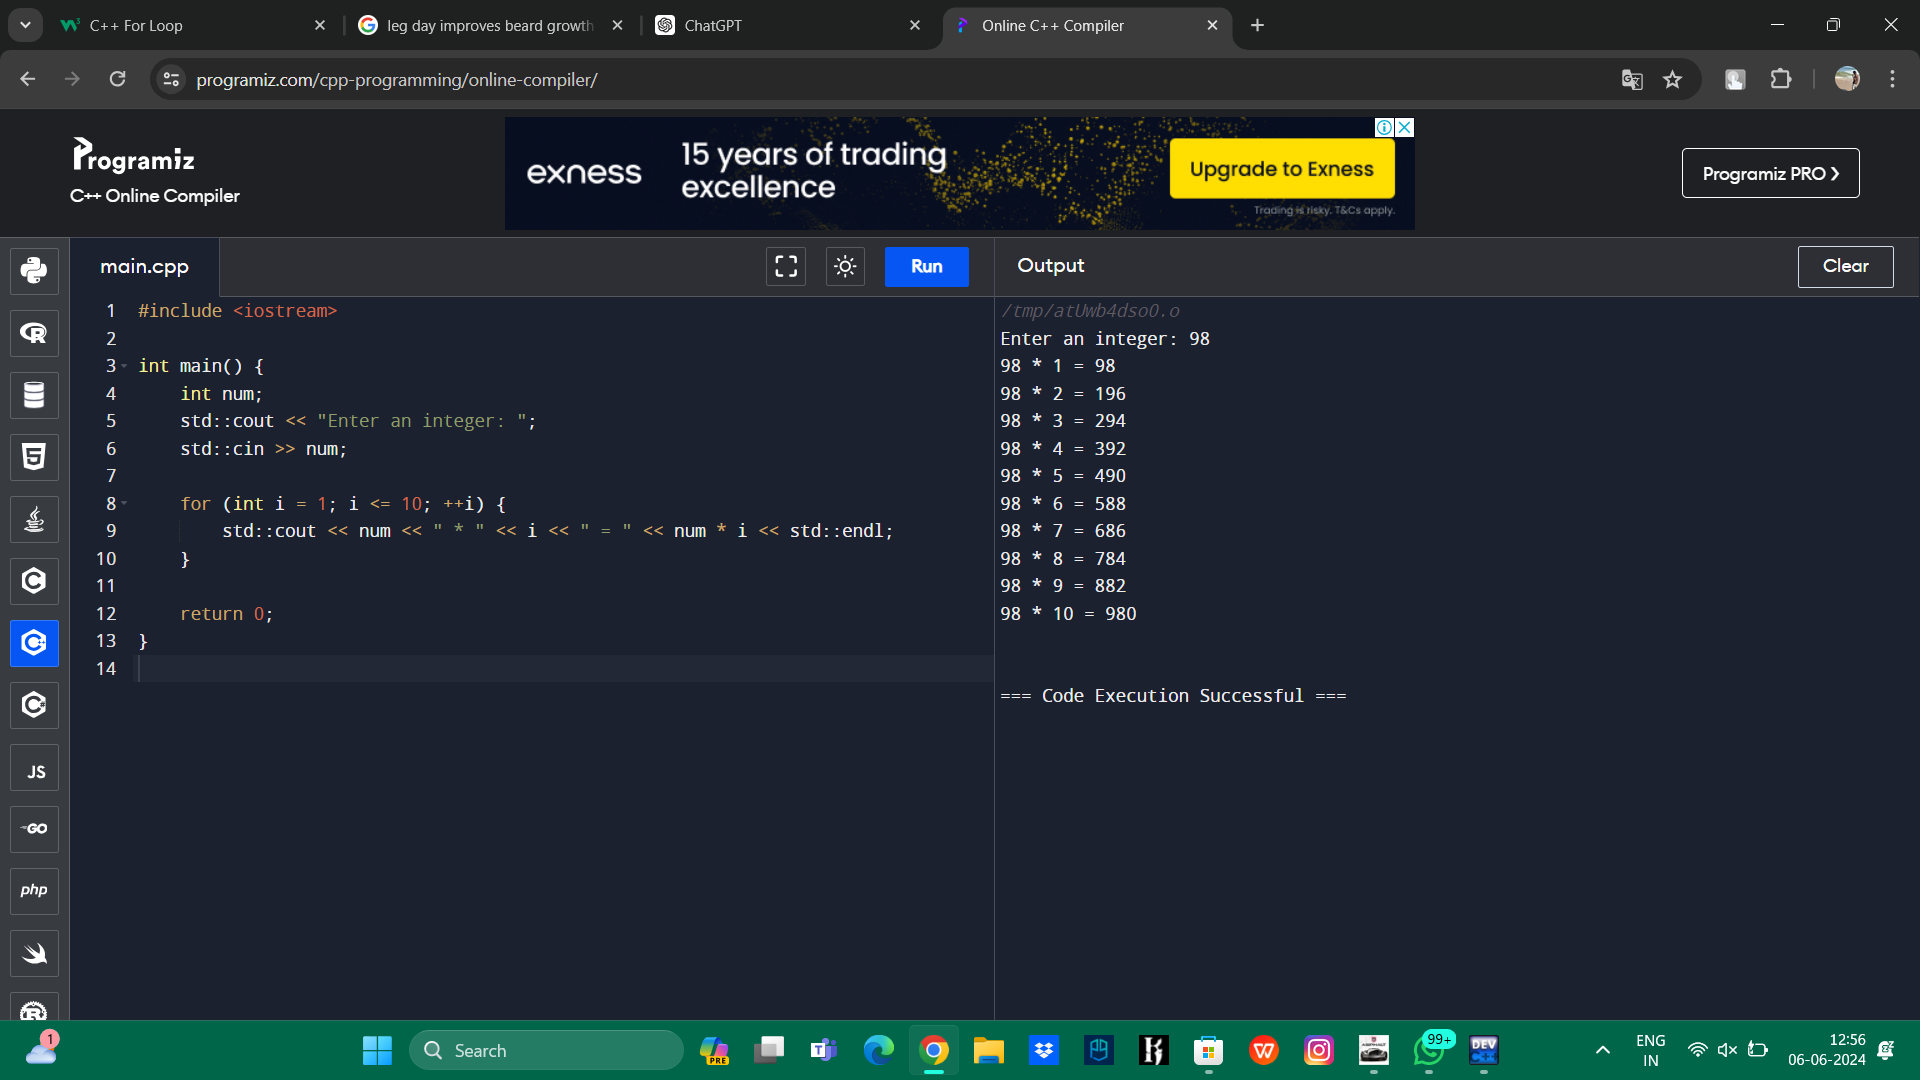 C++ For Loop
leg day improves beard growth
ChatGPT
Online C++ Compiler
programiz.com/cpp-programming/online-compiler/
Programiz
C++ Online Compiler
exness
15 years of trading
excellence
Upgrade to Exness
Trading is risky. T&Cs apply.
Programiz PRO
main.cpp
Run
Output
Clear
1 #include <iostream>
2
3 int main() {
4     int num;
5     std::cout << "Enter an integer: ";
6     std::cin >> num;
7
8     for (int i = 1; i <= 10; ++i) {
9         std::cout << num << " * " << i << " = " << num * i << std::endl;
10     }
11
12     return 0;
13 }
14
/tmp/atUwb4dsoO.o
Enter an integer: 98
98 * 1 = 98
98 * 2 = 196
98 * 3 = 294
98 * 4 = 392
98 * 5 = 490
98 * 6 = 588
98 * 7 = 686
98 * 8 = 784
98 * 9 = 882
98 * 10 = 980
=== Code Execution Successful ===
JS
GO
php
1
Search
PRE
99+
DEV
C++
ENG
IN
12:56
06-06-2024